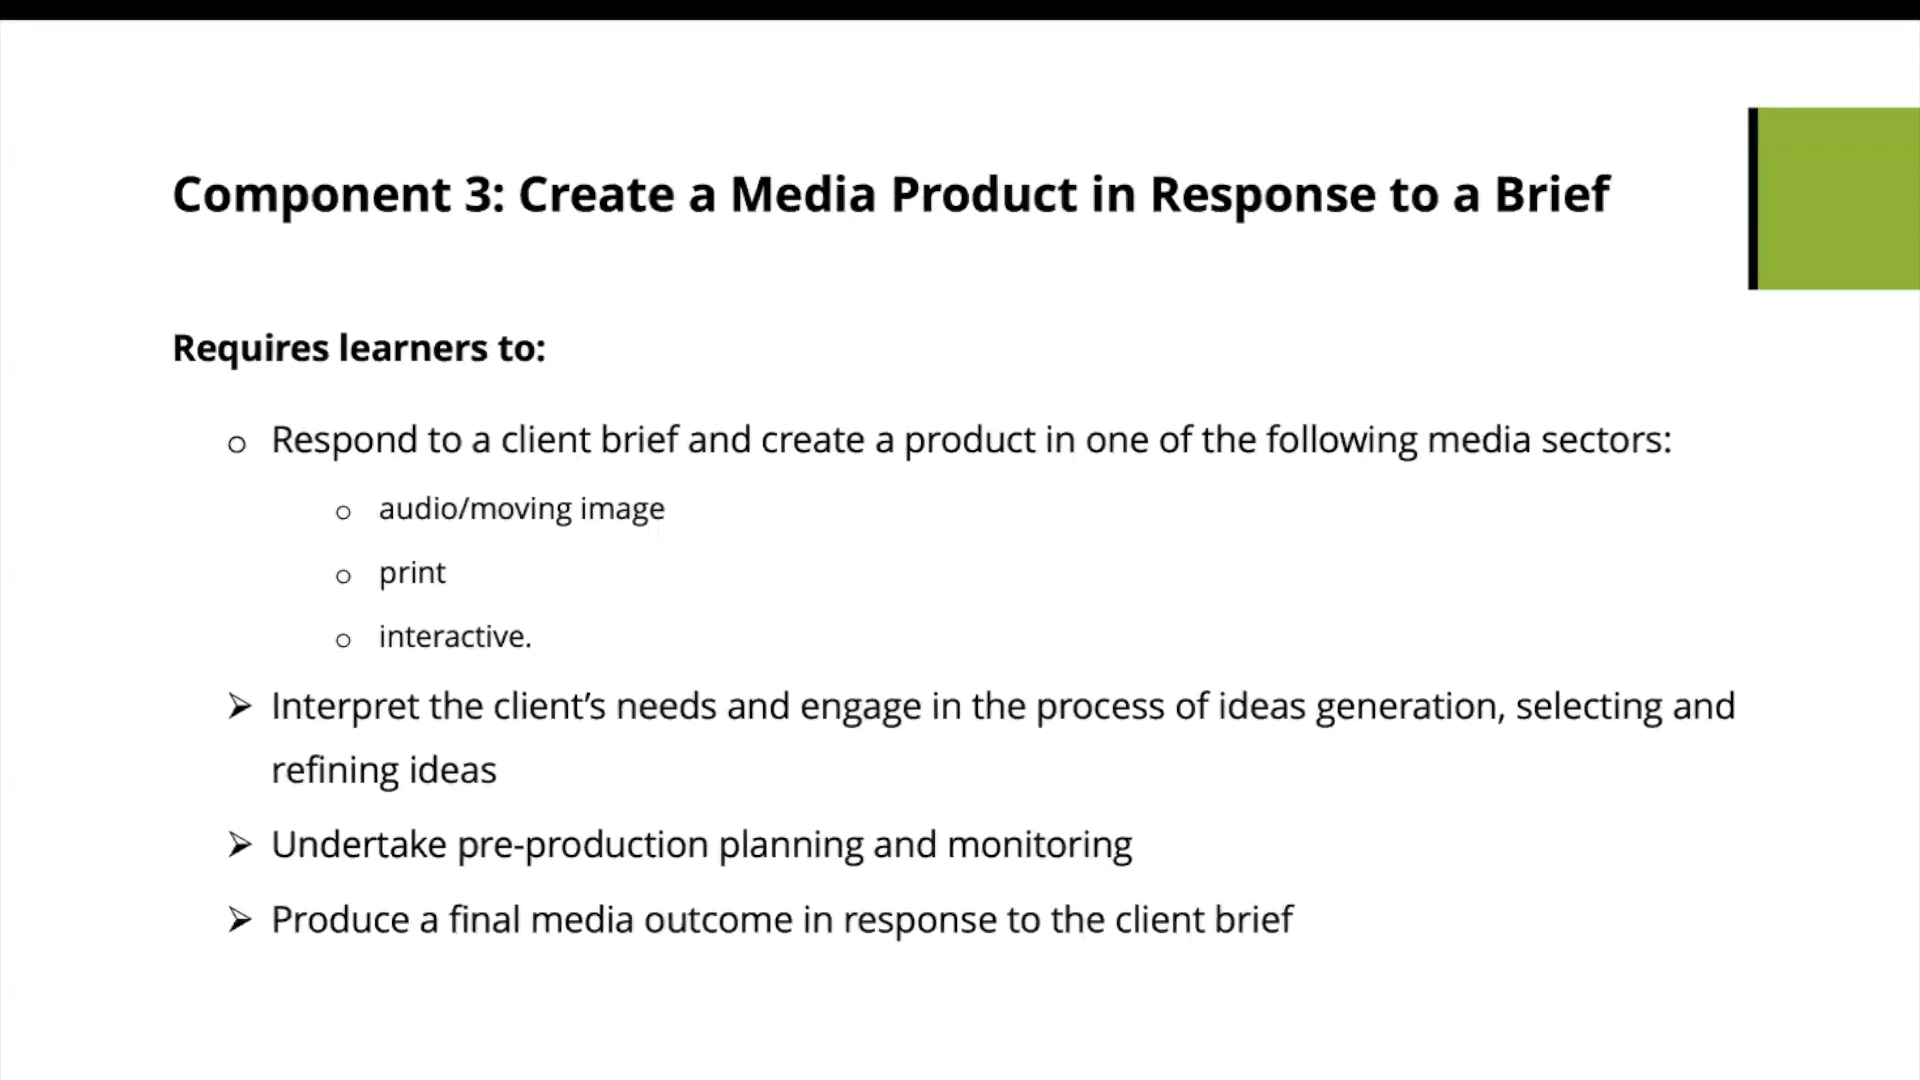 Component 3: Create a Media Product in Response to a Brief
Requires learners to:
o Respond to a client brief and create a product in one of the following media sectors:
o audio/moving image
o print
o interactive.
➢ Interpret the client’s needs and engage in the process of ideas generation, selecting and
refining ideas
➢ Undertake pre-production planning and monitoring
➢ Produce a final media outcome in response to the client brief